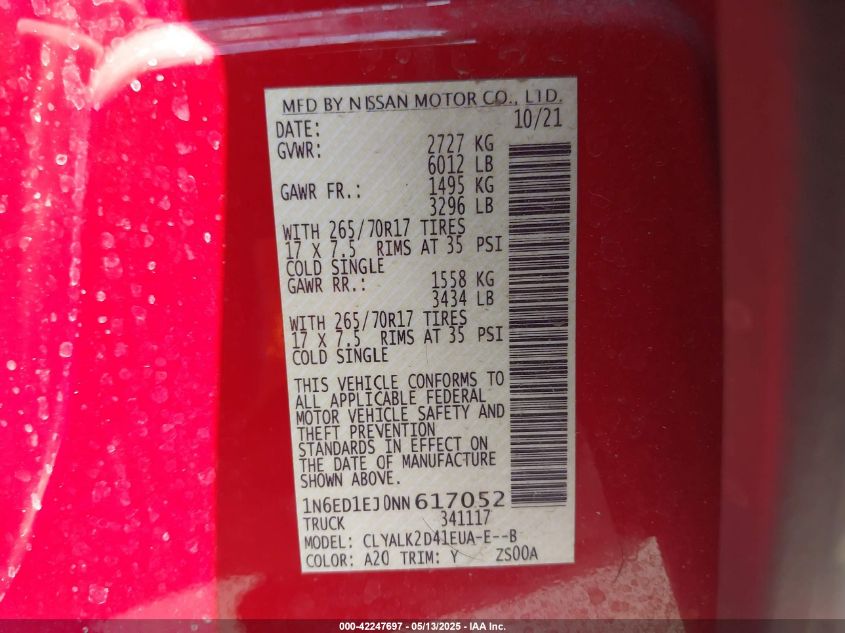 MFD BY NISSAN MOTOR CO., LTD.
DATE: 10/21
GVWR: 2727 KG
6012 LB
GAWR FR.: 1495 KG
3296 LB
WITH 265/70R17 TIRES
17 X 7.5 RIMS AT 35 PSI
COLD SINGLE
GAWR RR.: 1558 KG
3434 LB
WITH 265/70R17 TIRES
17 X 7.5 RIMS AT 35 PSI
COLD SINGLE
THIS VEHICLE CONFORMS TO
ALL APPLICABLE FEDERAL
MOTOR VEHICLE SAFETY AND
THEFT PREVENTION
STANDARDS IN EFFECT ON
THE DATE OF MANUFACTURE
SHOWN ABOVE.
1N6ED1EJ0NN617052
TRUCK 341117
MODEL: CLYALK2D41EUA-E--B
COLOR: A20 TRIM: Y ZS00A
000-42247697 - 05/13/2025 - IAA Inc.